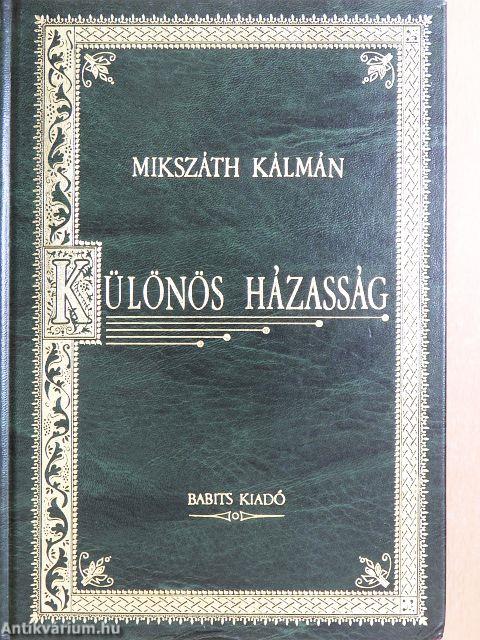 MIKSZÁTH KÁLMÁN
KÜLÖNÖS HÁZASSÁG
BABITS KIADÓ
Antikvarium.hu